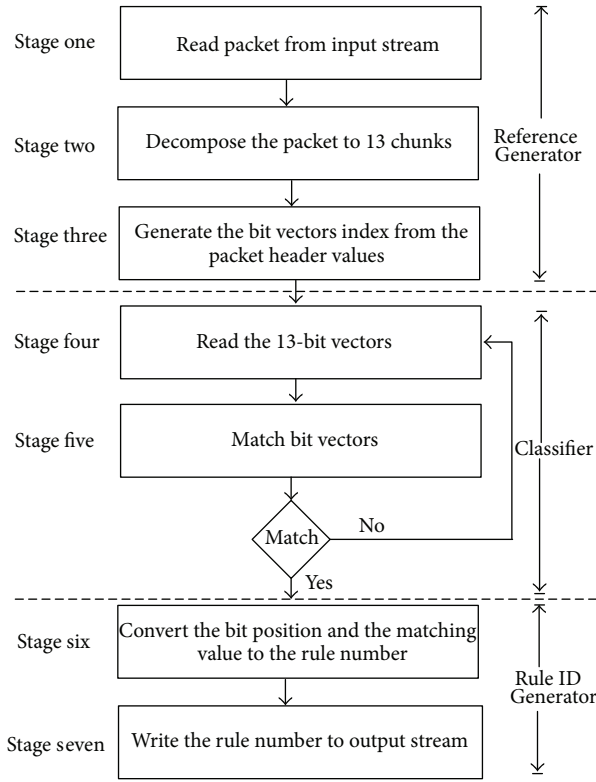 Stage one
Read packet from input stream
Stage two
Decompose the packet to 13 chunks
Reference
Generator
Stage three
Generate the bit vectors index from the
packet header values
Stage four
Read the 13-bit vectors
Stage five
Match bit vectors
Classifier
Match
No
Yes
Stage six
Convert the bit position and the matching
value to the rule number
Rule ID
Generator
Stage seven
Write the rule number to output stream